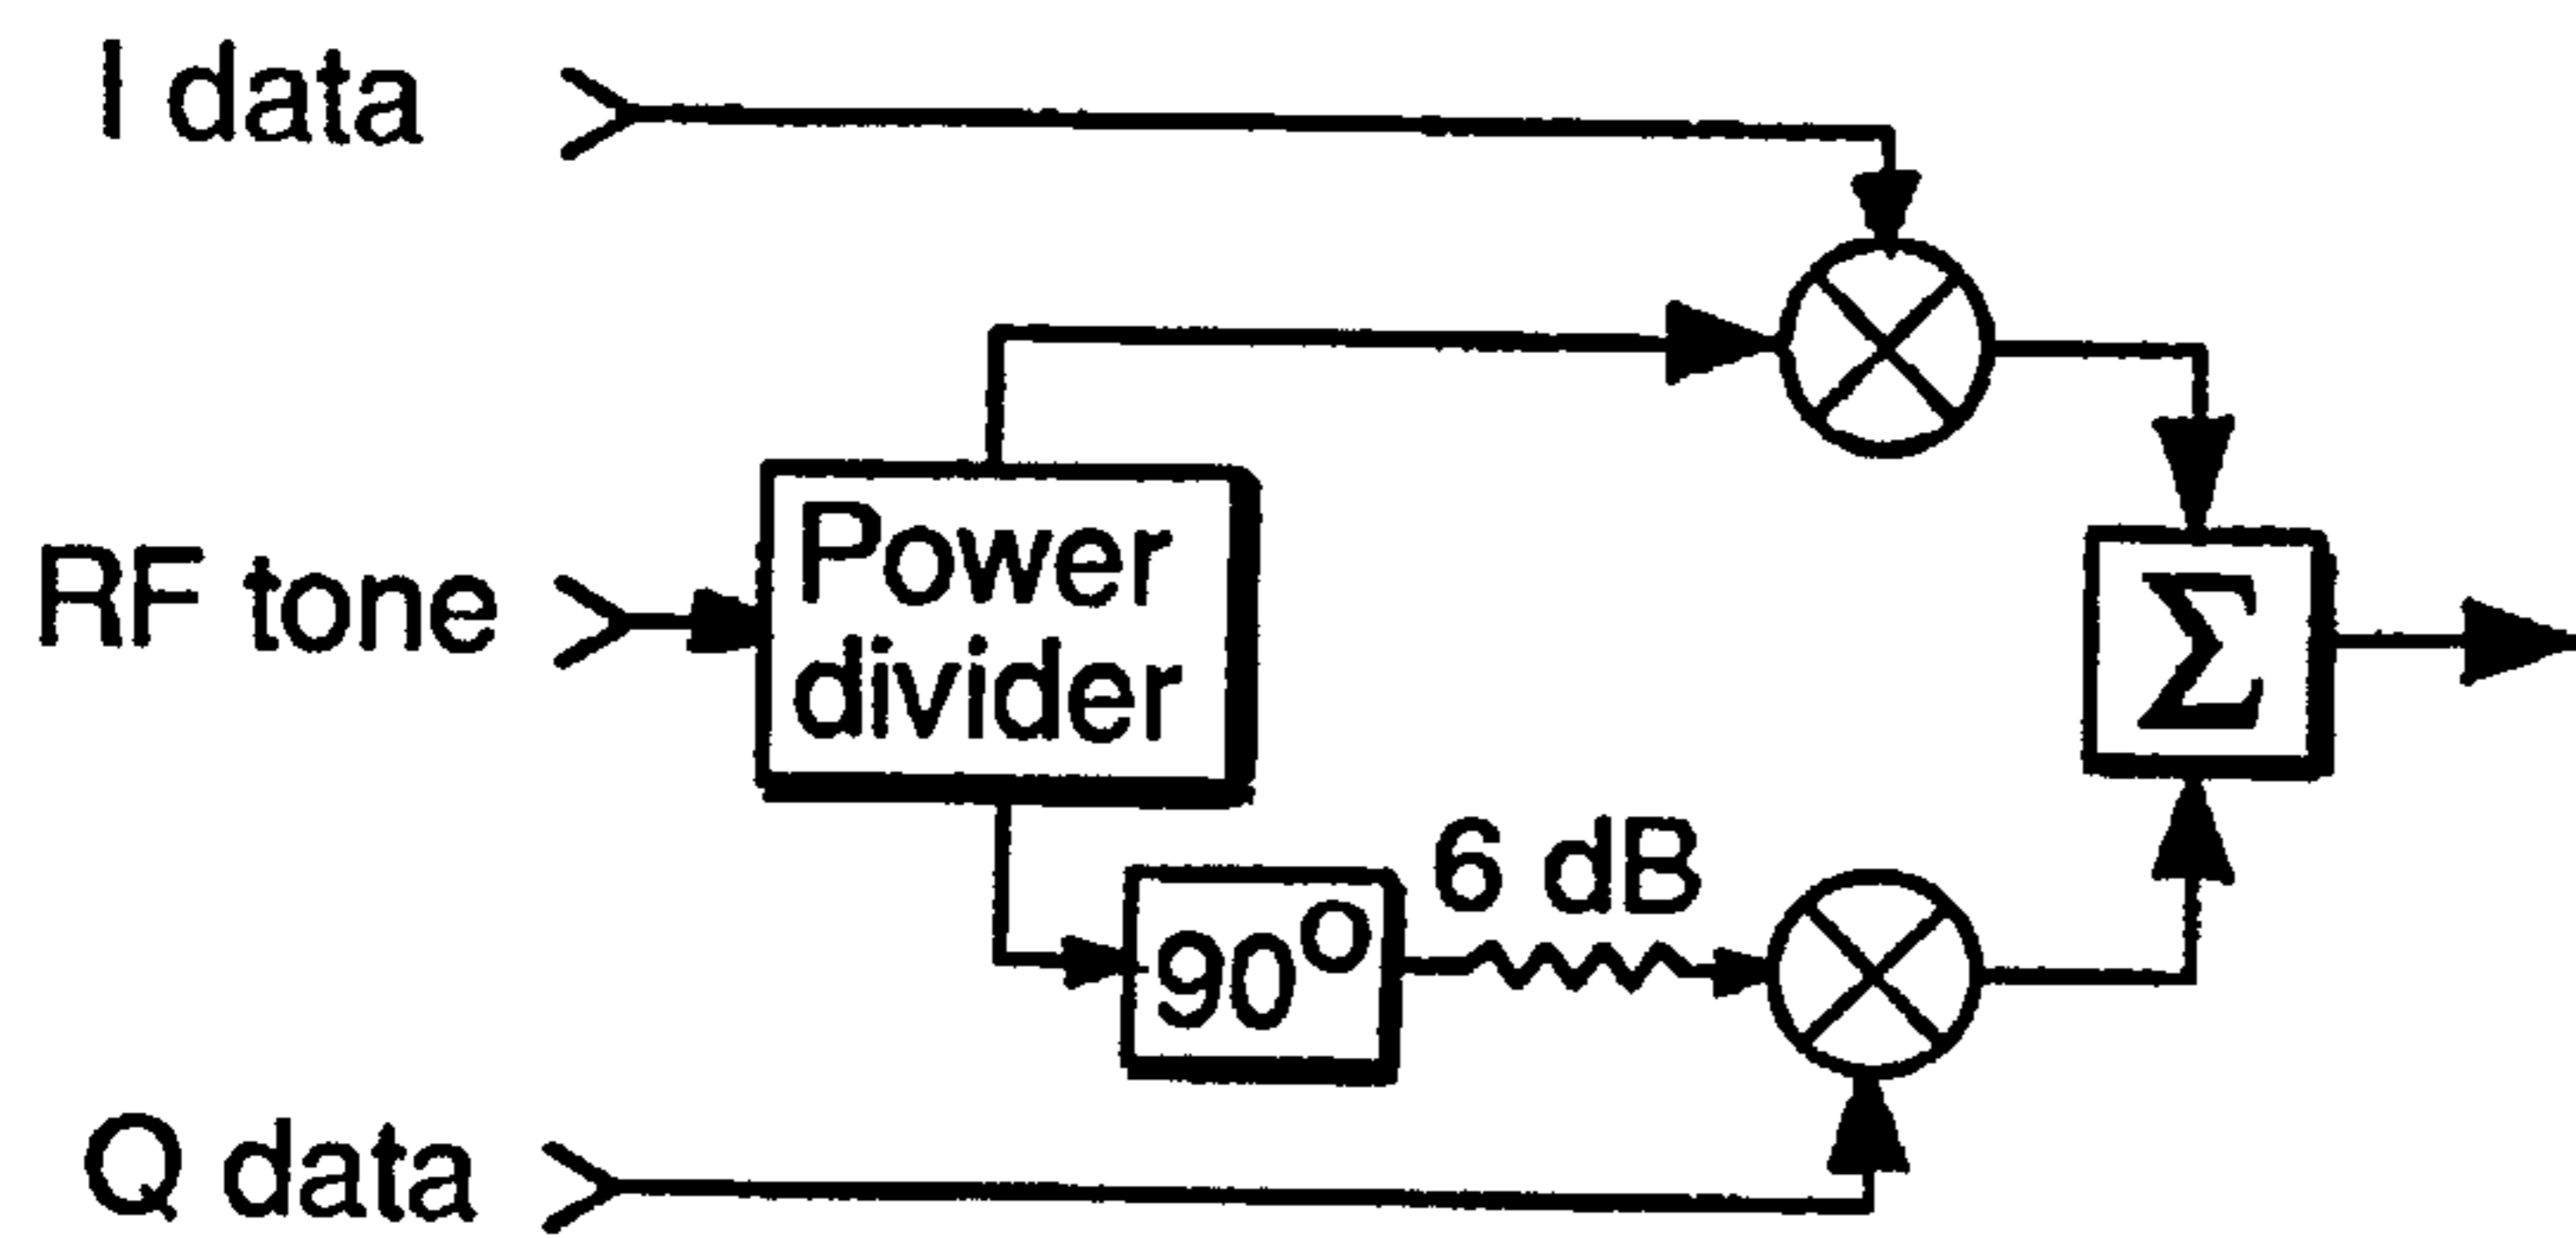 I data
RF tone
Power
divider
Σ
6 dB
90°
Q data